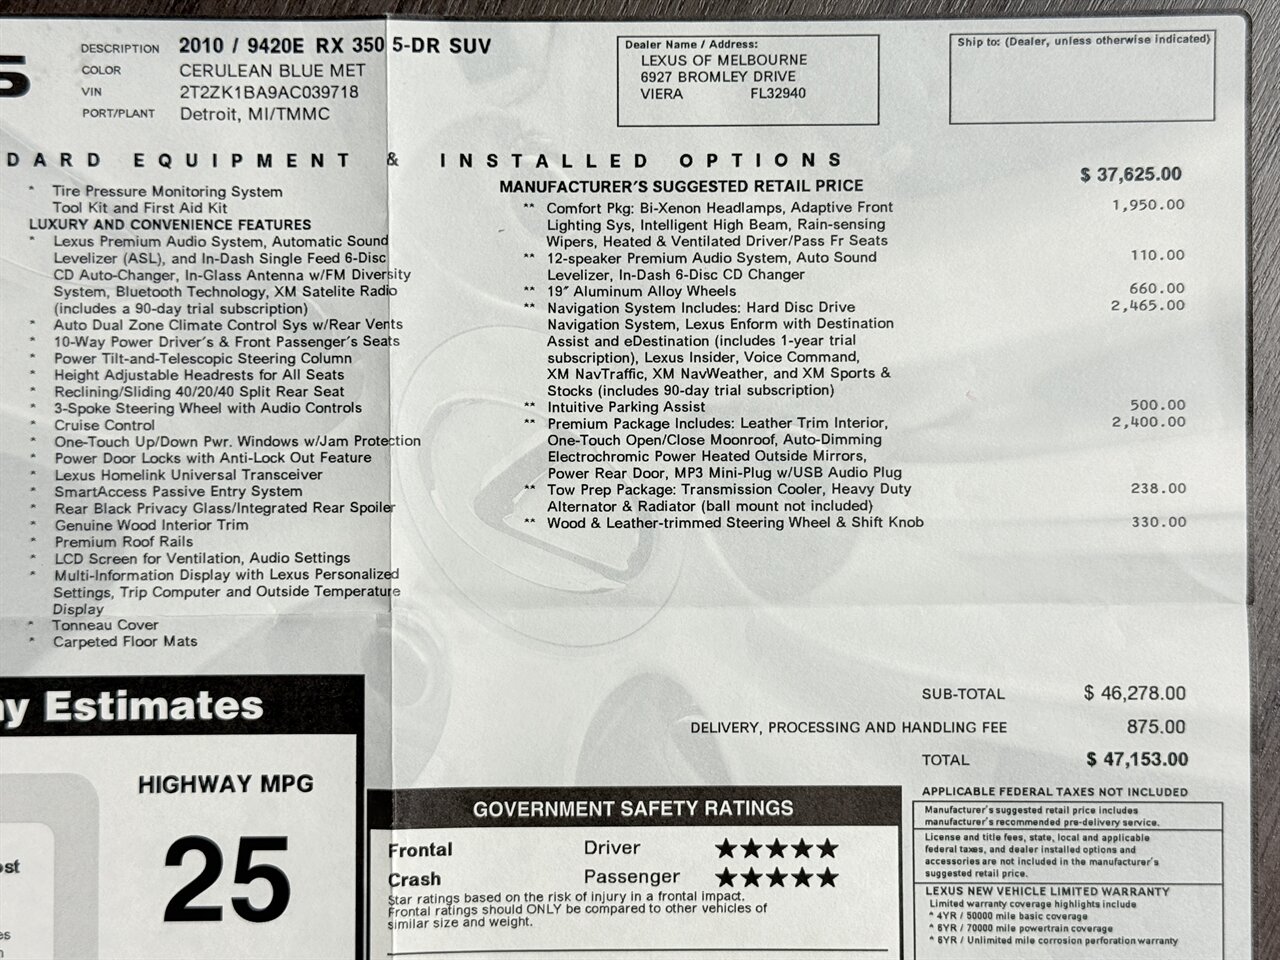 5
DESCRIPTION 2010 / 9420E RX 350 5-DR SUV
COLOR CERULEAN BLUE MET
VIN 2T2ZK1BA9AC039718
PORT/PLANT Detroit, MI/TMMC
Dealer Name / Address:
LEXUS OF MELBOURNE
6927 BROMLEY DRIVE
VIERA FL32940
Ship to: (Dealer, unless otherwise indicated)
DARD EQUIPMENT & INSTALLED OPTIONS
* Tire Pressure Monitoring System
Tool Kit and First Aid Kit
LUXURY AND CONVENIENCE FEATURES
* Lexus Premium Audio System, Automatic Sound
Levelizer (ASL), and In-Dash Single Feed 6-Disc
CD Auto-Changer, In-Glass Antenna w/FM Diversity
System, Bluetooth Technology, XM Satelite Radio
(includes a 90-day trial subscription)
* Auto Dual Zone Climate Control Sys w/Rear Vents
* 10-Way Power Driver's & Front Passenger's Seats
* Power Tilt-and-Telescopic Steering Column
* Height Adjustable Headrests for All Seats
* Reclining/Sliding 40/20/40 Split Rear Seat
* 3-Spoke Steering Wheel with Audio Controls
* Cruise Control
* One-Touch Up/Down Pwr. Windows w/Jam Protection
* Power Door Locks with Anti-Lock Out Feature
* Lexus Homelink Universal Transceiver
* SmartAccess Passive Entry System
* Rear Black Privacy Glass/Integrated Rear Spoiler
* Genuine Wood Interior Trim
* Premium Roof Rails
* LCD Screen for Ventilation, Audio Settings
* Multi-Information Display with Lexus Personalized
Settings, Trip Computer and Outside Temperature
Display
* Tonneau Cover
* Carpeted Floor Mats
MANUFACTURER'S SUGGESTED RETAIL PRICE $ 37,625.00
** Comfort Pkg: Bi-Xenon Headlamps, Adaptive Front 1,950.00
Lighting Sys, Intelligent High Beam, Rain-sensing
Wipers, Heated & Ventilated Driver/Pass Fr Seats
** 12-speaker Premium Audio System, Auto Sound 110.00
Levelizer, In-Dash 6-Disc CD Changer
** 19" Aluminum Alloy Wheels 660.00
** Navigation System Includes: Hard Disc Drive 2,465.00
Navigation System, Lexus Enform with Destination
Assist and eDestination (includes 1-year trial
subscription), Lexus Insider, Voice Command,
XM NavTraffic, XM NavWeather, and XM Sports &
Stocks (includes 90-day trial subscription)
** Intuitive Parking Assist 500.00
** Premium Package Includes: Leather Trim Interior, 2,400.00
One-Touch Open/Close Moonroof, Auto-Dimming
Electrochromic Power Heated Outside Mirrors,
Power Rear Door, MP3 Mini-Plug w/USB Audio Plug
** Tow Prep Package: Transmission Cooler, Heavy Duty 238.00
Alternator & Radiator (ball mount not included)
** Wood & Leather-trimmed Steering Wheel & Shift Knob 330.00
SUB-TOTAL $ 46,278.00
DELIVERY, PROCESSING AND HANDLING FEE 875.00
TOTAL $ 47,153.00
APPLICABLE FEDERAL TAXES NOT INCLUDED
Manufacturer's suggested retail price includes
manufacturer's recommended pre-delivery service.
License and title fees, state, local and applicable
federal taxes, and dealer installed options and
accessories are not included in the manufacturer's
suggested retail price.
LEXUS NEW VEHICLE LIMITED WARRANTY
Limited warranty coverage highlights include
* 4YR / 50000 mile basic coverage
* 6YR / 70000 mile powertrain coverage
* 6YR / Unlimited mile corrosion perforation warranty
ny Estimates
HIGHWAY MPG
25
ost
es
n
GOVERNMENT SAFETY RATINGS
Frontal Driver ★★★★★
Crash Passenger ★★★★★
Star ratings based on the risk of injury in a frontal impact.
Frontal ratings should ONLY be compared to other vehicles of
similar size and weight.